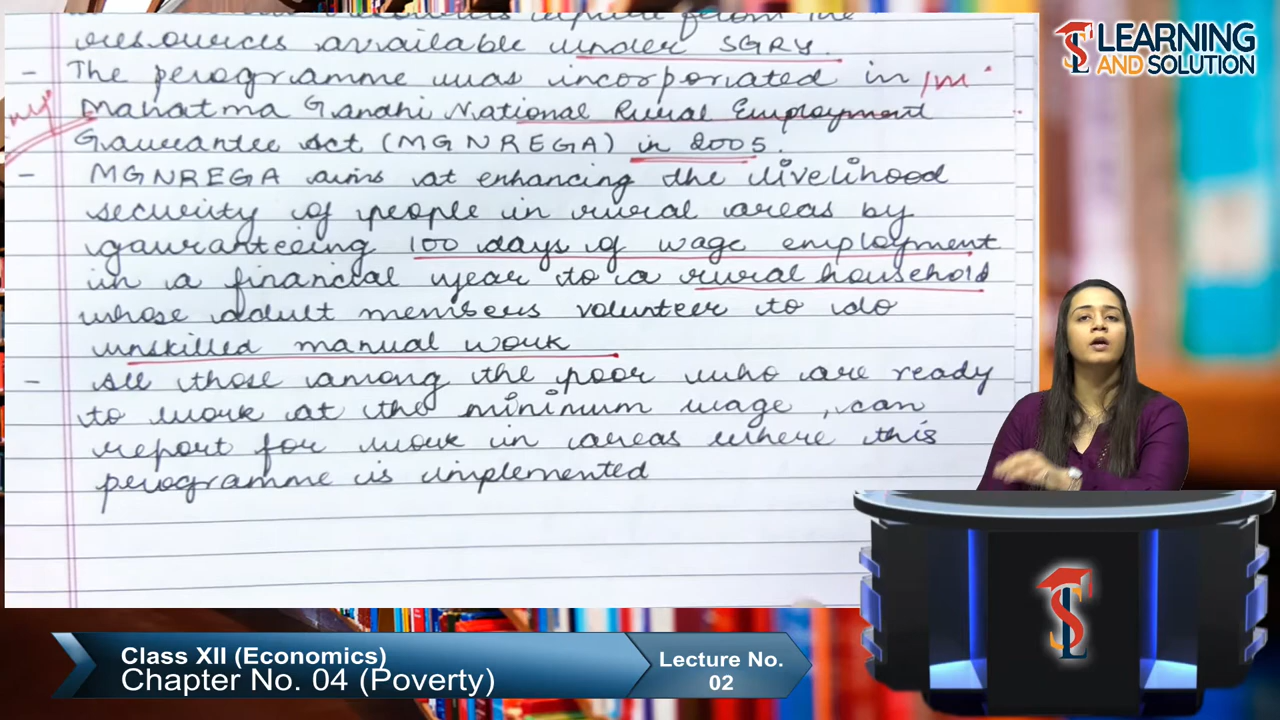 from the
resources available under SGRY.
- The programme was incorporated in 1m
Mahatma Gandhi National Rural Employment
Gaurantee Act (MGNREGA) in 2005.
- MGNREGA aims at enhancing the livelihood
security of people in rural areas by
gauranteeing 100 days of wage employment
in a financial year to a rural household
whose adult members volunteer to do
unskilled manual work
- All those among the poor who are ready
to work at the minimum wage, can
report for work in areas where this
programme is implemented
LEARNING
AND SOLUTION
Class XII (Economics)
Chapter No. 04 (Poverty)
Lecture No.
02